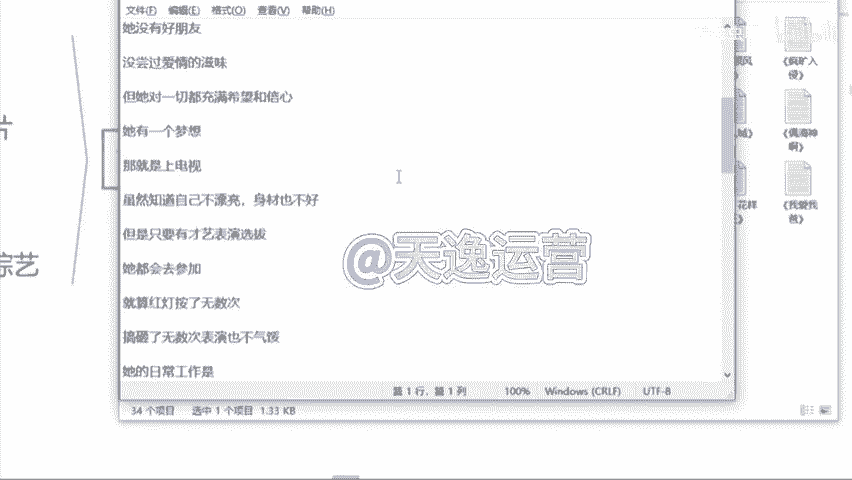 文件(F) 编辑(E) 格式(O) 查看(V) 帮助(H)
她没有好朋友
没尝过爱情的滋味
但她对一切都充满希望和信心
她有一个梦想
那就是上电视
虽然知道自己不漂亮，身材也不好
但是只要有才艺表演选拔
她都会去参加
就算红灯按了无数次
搞砸了无数次表演也不气馁
她的日常工作是
第 1 行，第 1 列 100% Windows (CRLF) UTF-8
34 个项目 选中 1 个项目 1.33 KB
片
综艺
@天逸运营
风
《疯旷入侵》
城》
《偶滴神啊》
花样
《我爱我爸》